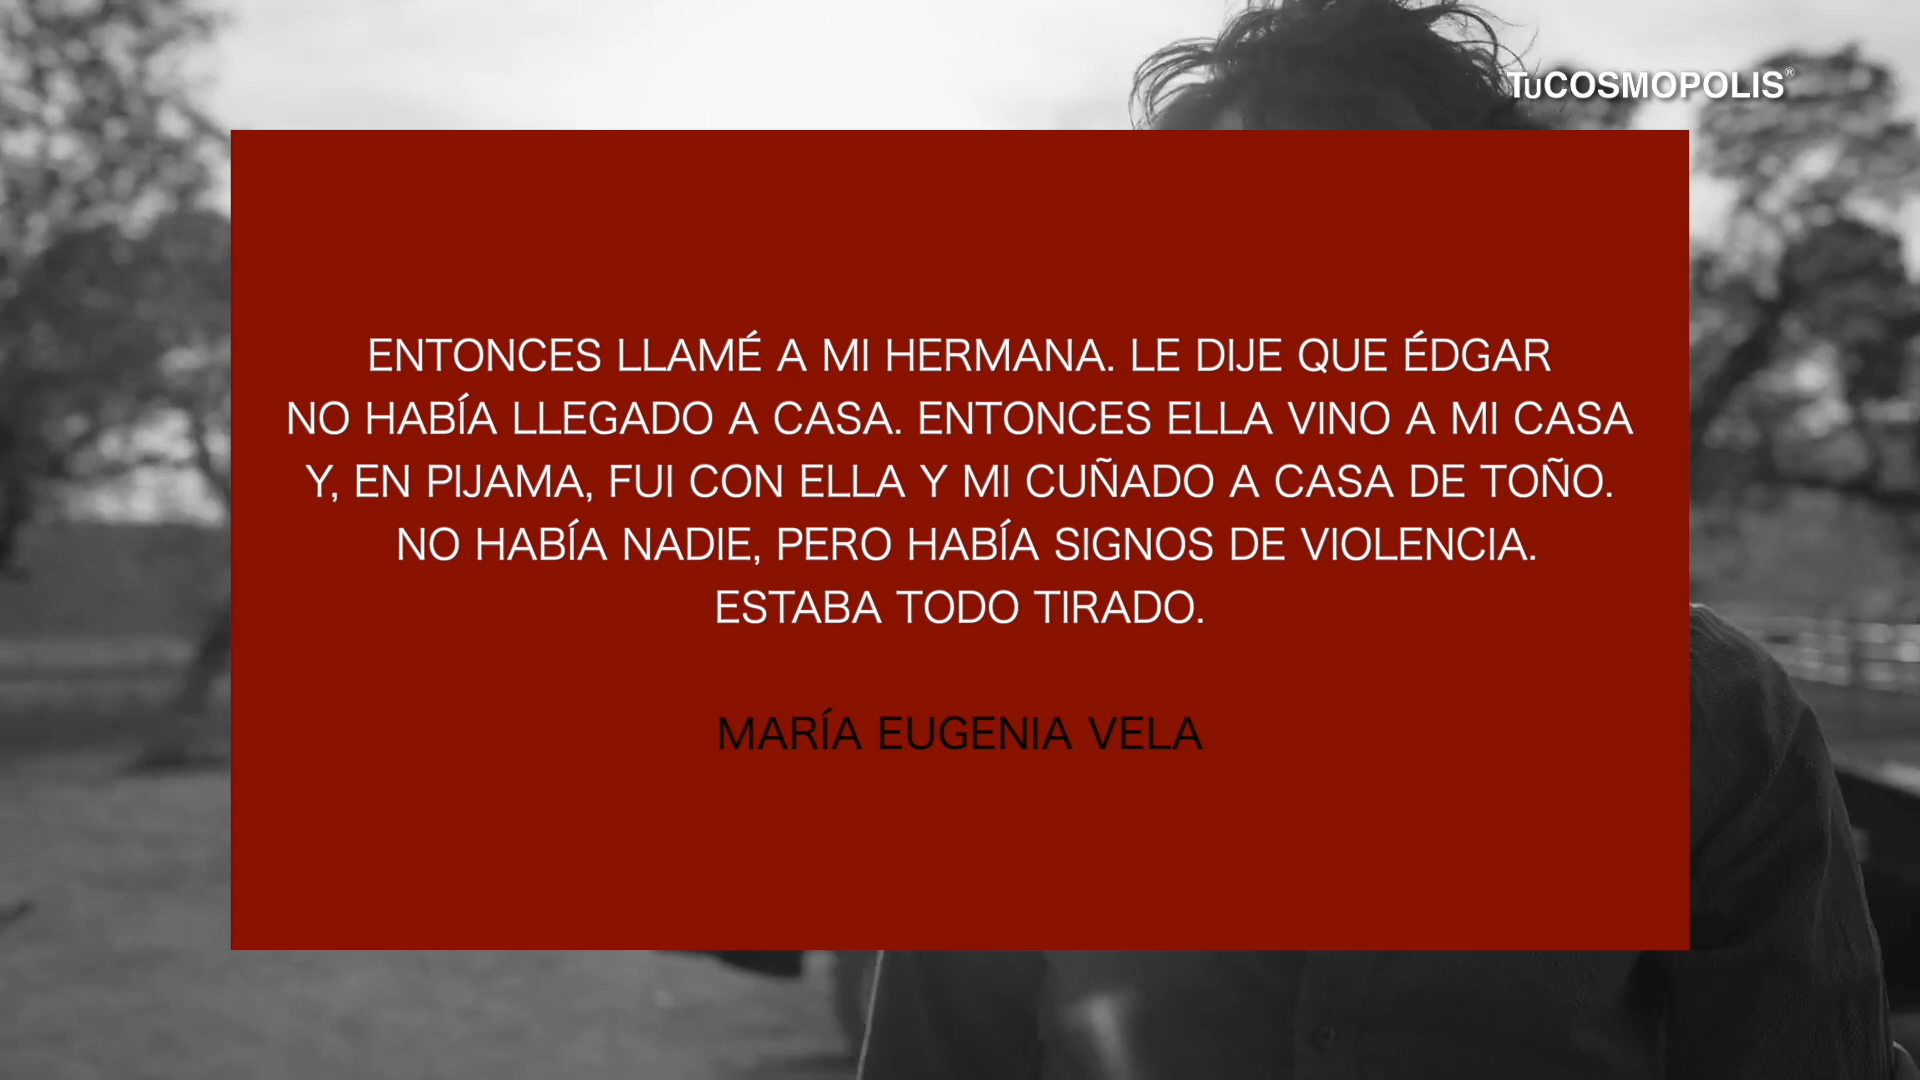 TuCOSMOPOLIS®
ENTONCES LLAMÉ A MI HERMANA. LE DIJE QUE ÉDGAR
NO HABÍA LLEGADO A CASA. ENTONCES ELLA VINO A MI CASA
Y, EN PIJAMA, FUI CON ELLA Y MI CUÑADO A CASA DE TOÑO.
NO HABÍA NADIE, PERO HABÍA SIGNOS DE VIOLENCIA.
ESTABA TODO TIRADO.
MARÍA EUGENIA VELA